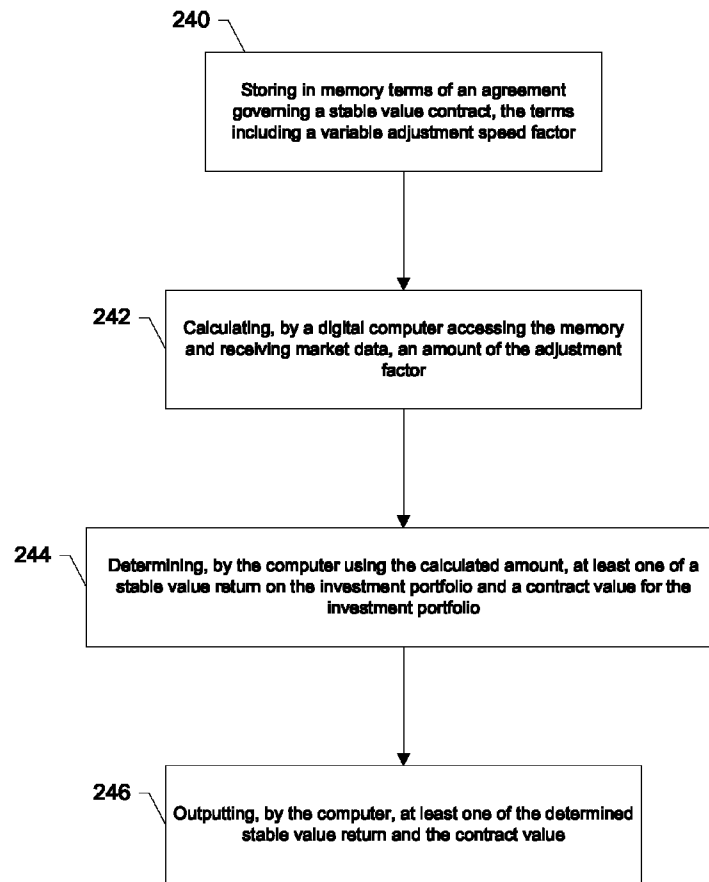 240
Storing in memory terms of an agreement
governing a stable value contract, the terms
including a variable adjustment speed factor
242
Calculating, by a digital computer accessing the memory
and receiving market data, an amount of the adjustment
factor
244
Determining, by the computer using the calculated amount, at least one of a
stable value return on the investment portfolio and a contract value for the
investment portfolio
246
Outputting, by the computer, at least one of the determined
stable value return and the contract value